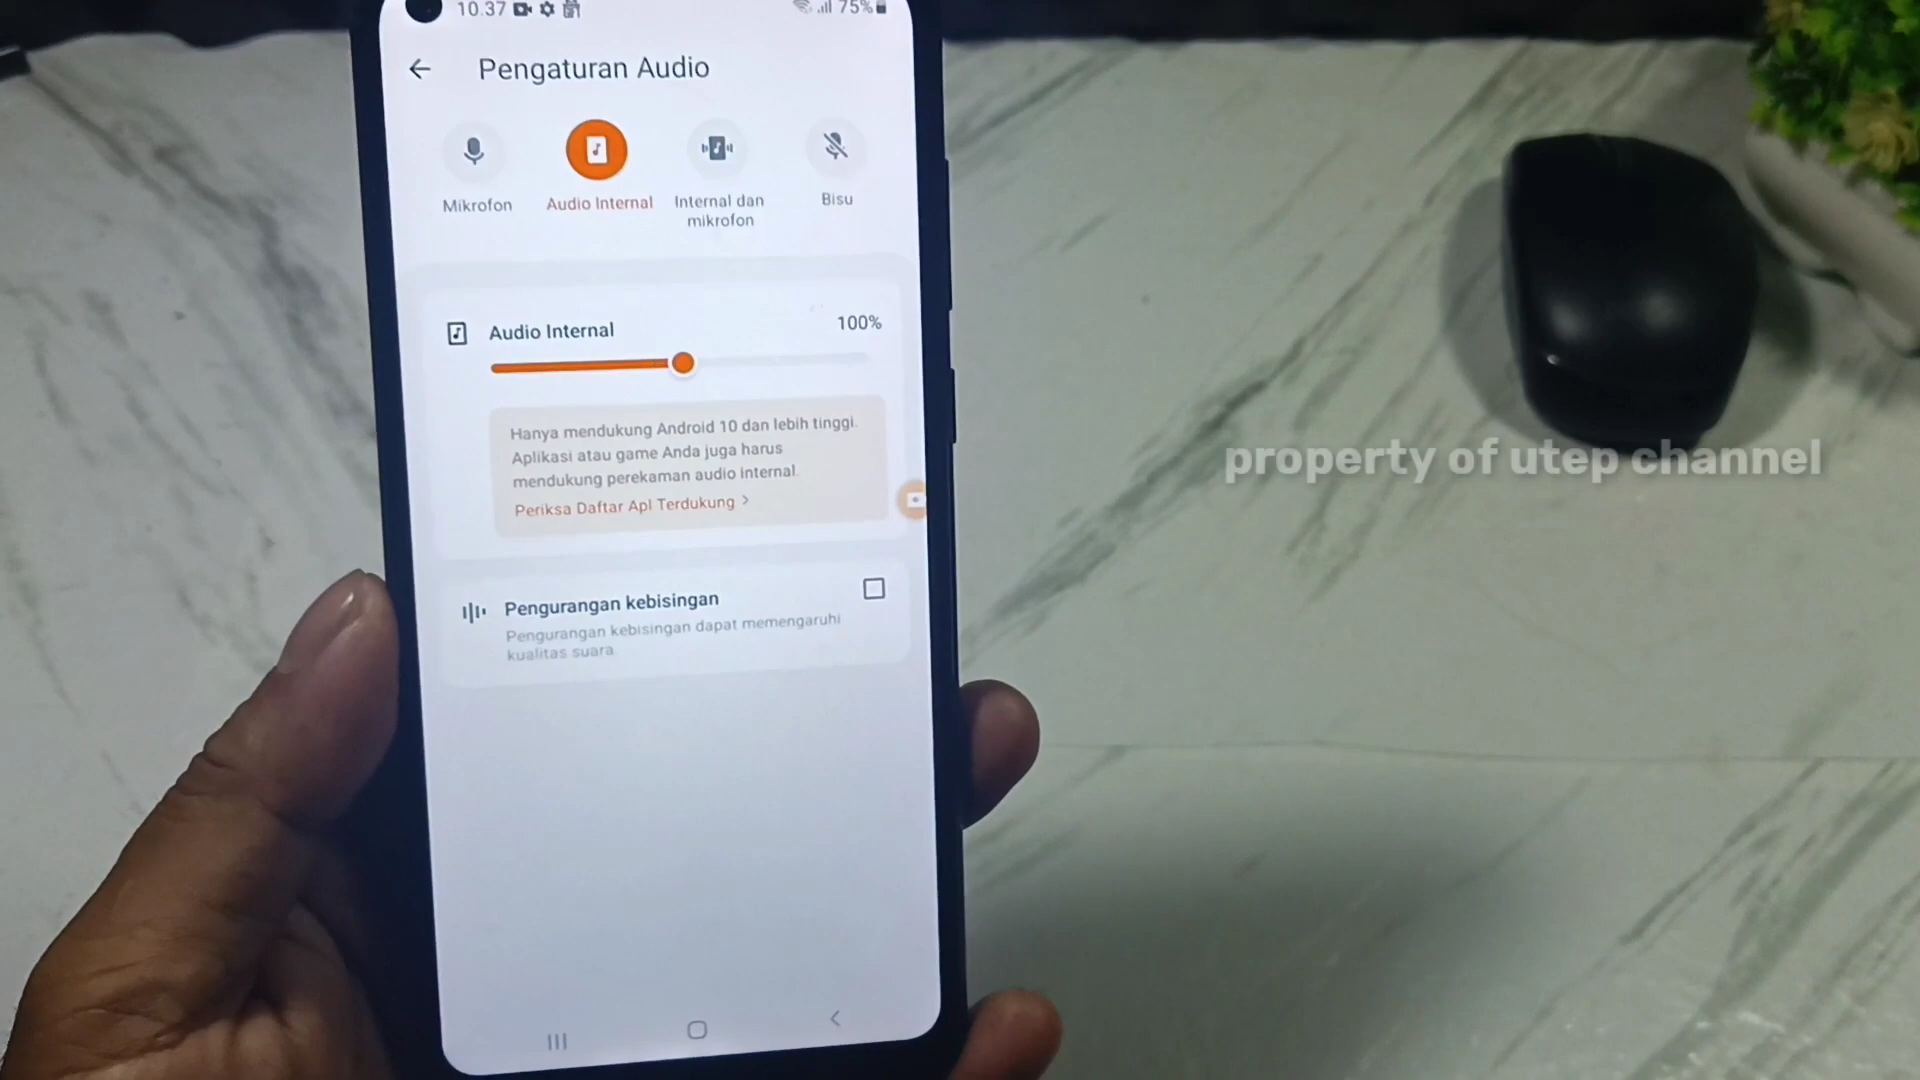 10.37
75%
Pengaturan Audio
Mikrofon
Audio Internal
Internal dan
mikrofon
Bisu
Audio Internal
100%
Hanya mendukung Android 10 dan lebih tinggi.
Aplikasi atau game Anda juga harus
mendukung perekaman audio internal.
Periksa Daftar Apl Terdukung >
Pengurangan kebisingan
Pengurangan kebisingan dapat memengaruhi
kualitas suara.
property of utep channel